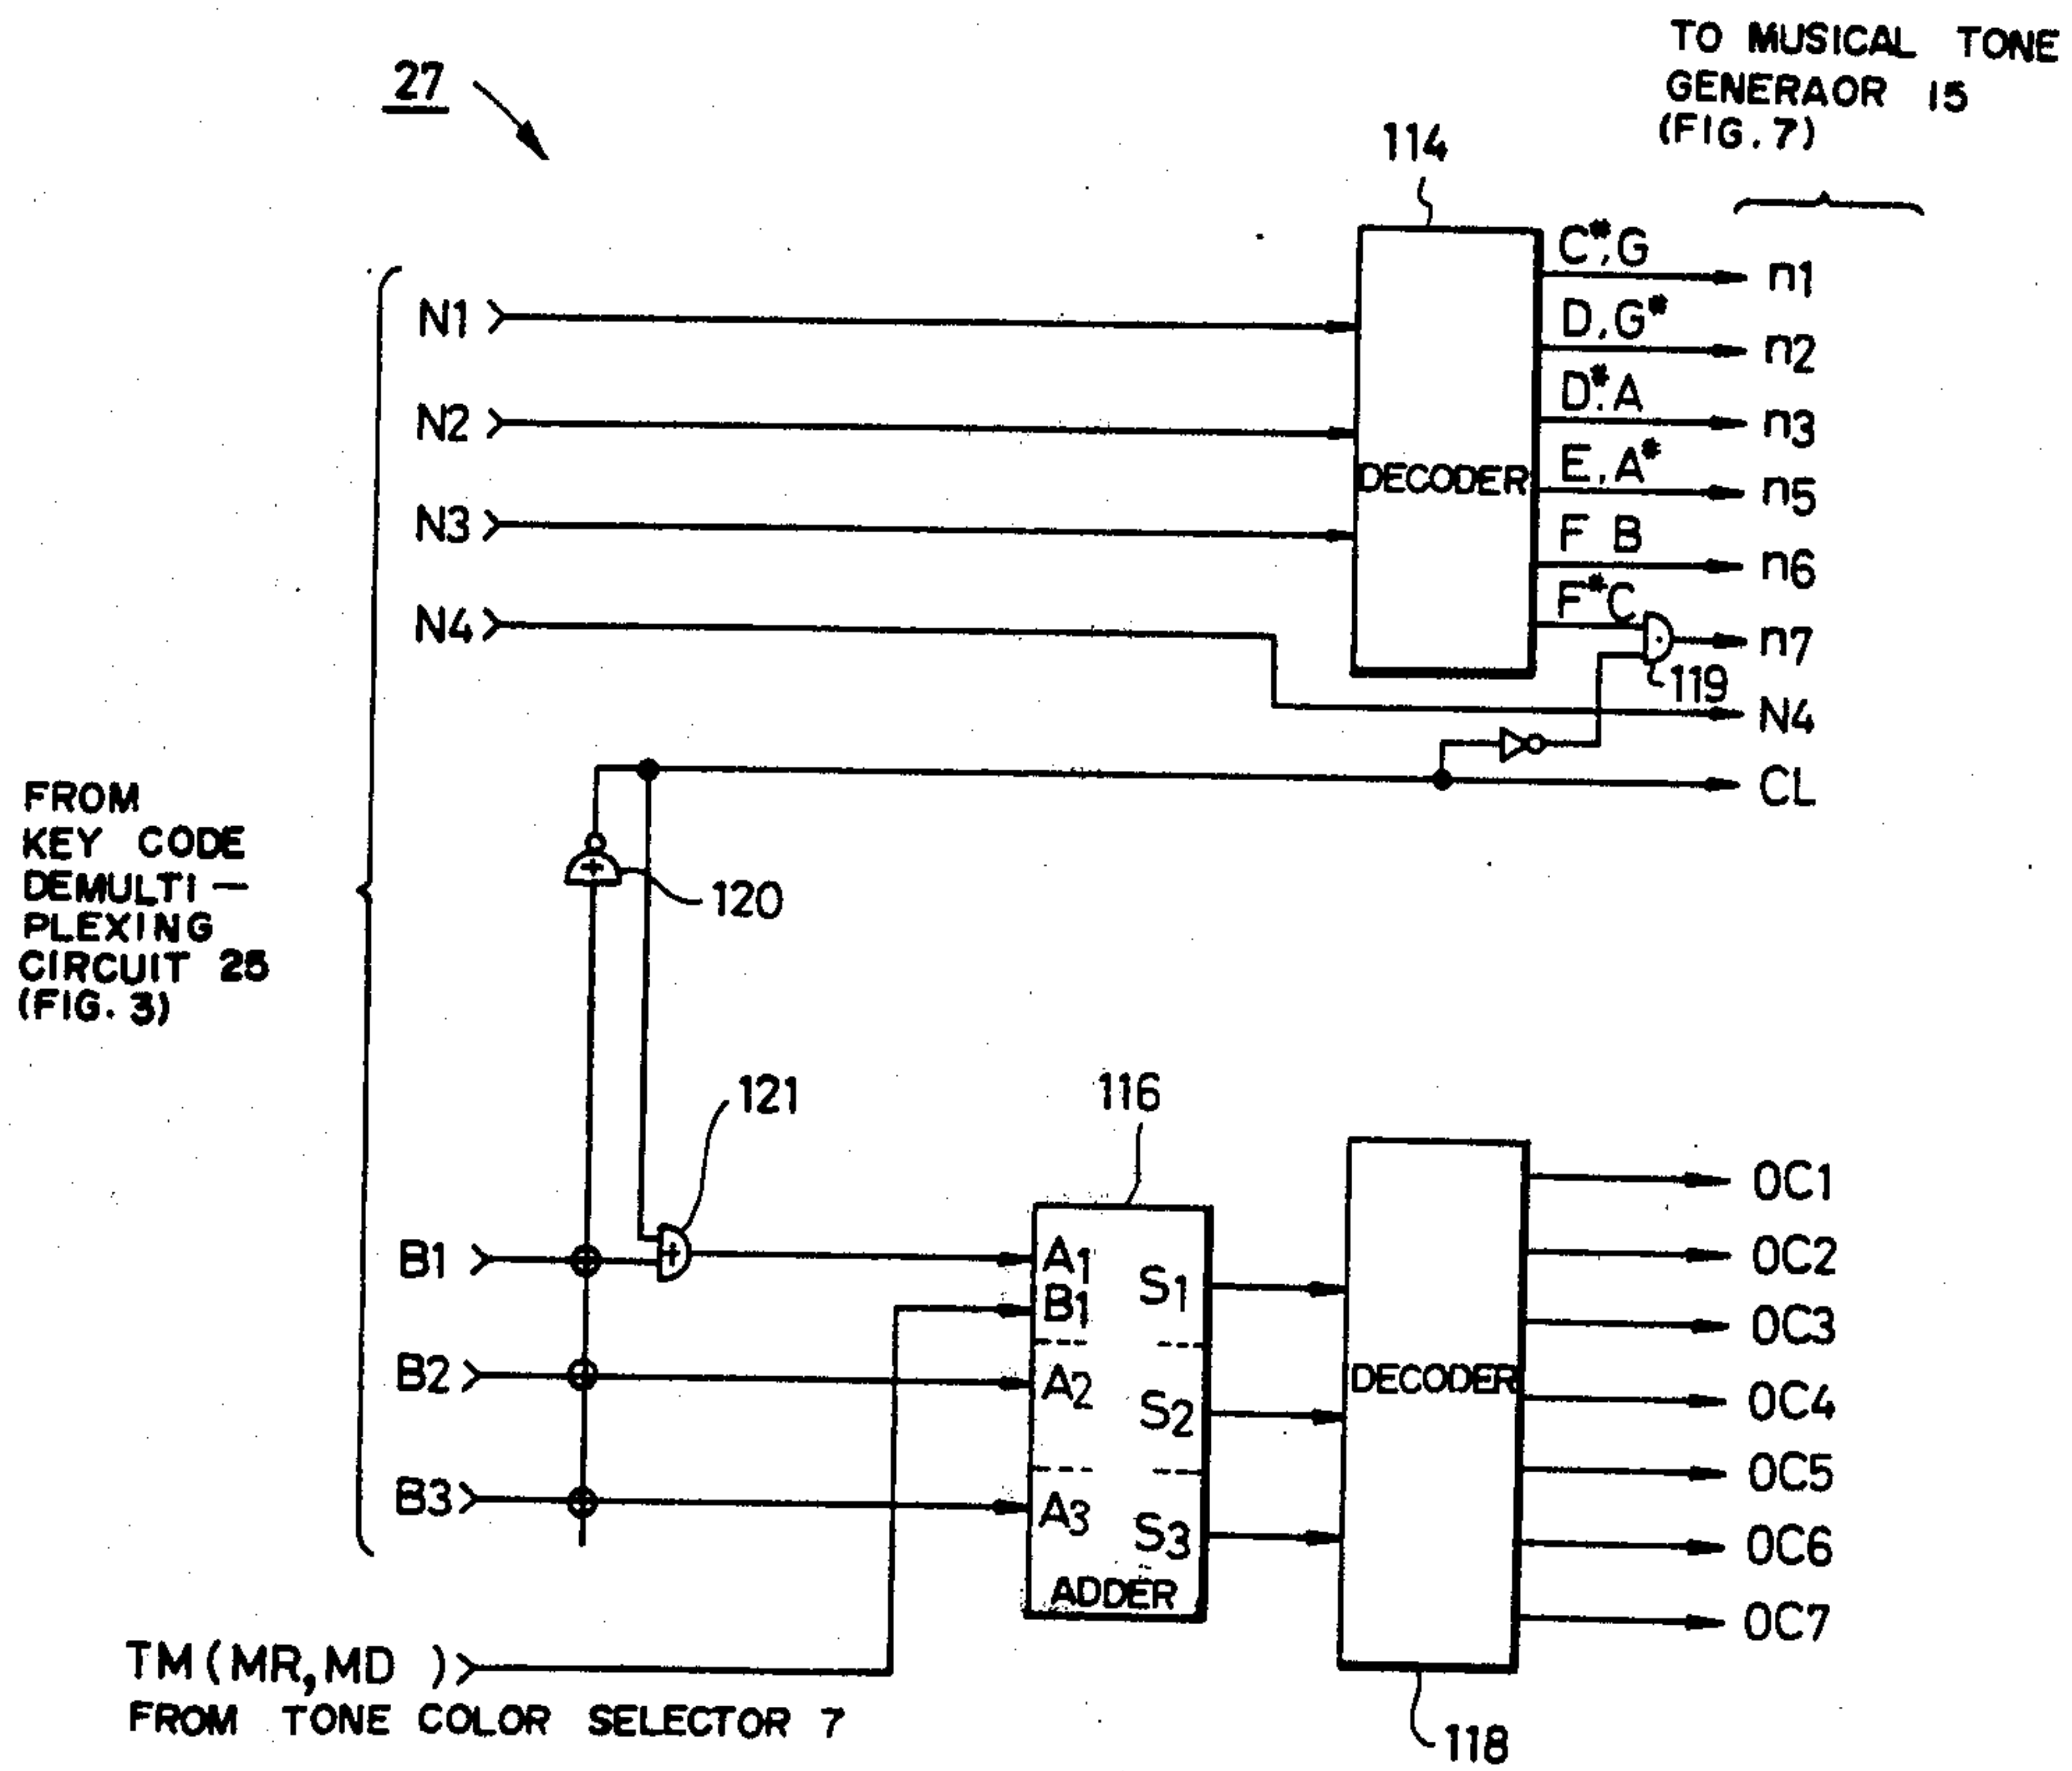 27
TO MUSICAL TONE
GENERAOR 15
(FIG. 7)
114
C*,G
n1
N1
D,G*
n2
D*.A
n3
N2
DECODER
E,A*
n5
N3
F B
n6
F*C
n7
N4
119
N4
CL
FROM
KEY CODE
DEMULTI-
PLEXING
CIRCUIT 25
(FIG. 3)
120
121
116
118
B1
A1
B1
S1
B2
A2
S2
B3
A3
S3
ADDER
DECODER
OC1
OC2
OC3
OC4
OC5
OC6
OC7
TM(MR,MD )
FROM TONE COLOR SELECTOR 7